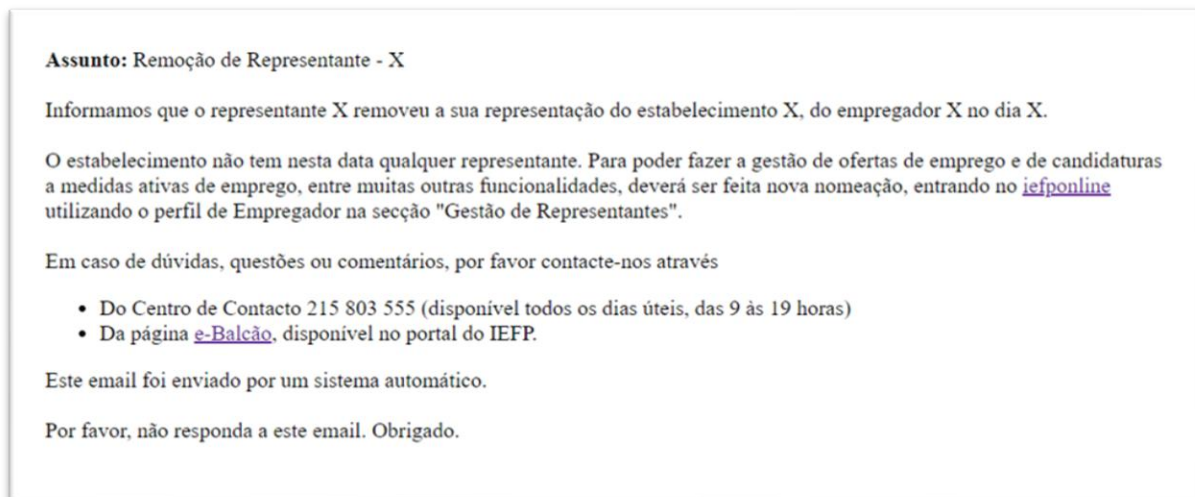 Assunto: Remoção de Representante - X
Informamos que o representante X removeu a sua representação do estabelecimento X, do empregador X no dia X.
O estabelecimento não tem nesta data qualquer representante. Para poder fazer a gestão de ofertas de emprego e de candidaturas
a medidas ativas de emprego, entre muitas outras funcionalidades, deverá ser feita nova nomeação, entrando no iefponline
utilizando o perfil de Empregador na secção "Gestão de Representantes".
Em caso de dúvidas, questões ou comentários, por favor contacte-nos através
• Do Centro de Contacto 215 803 555 (disponível todos os dias úteis, das 9 às 19 horas)
• Da página e-Balcão, disponível no portal do IEFP.
Este email foi enviado por um sistema automático.
Por favor, não responda a este email. Obrigado.